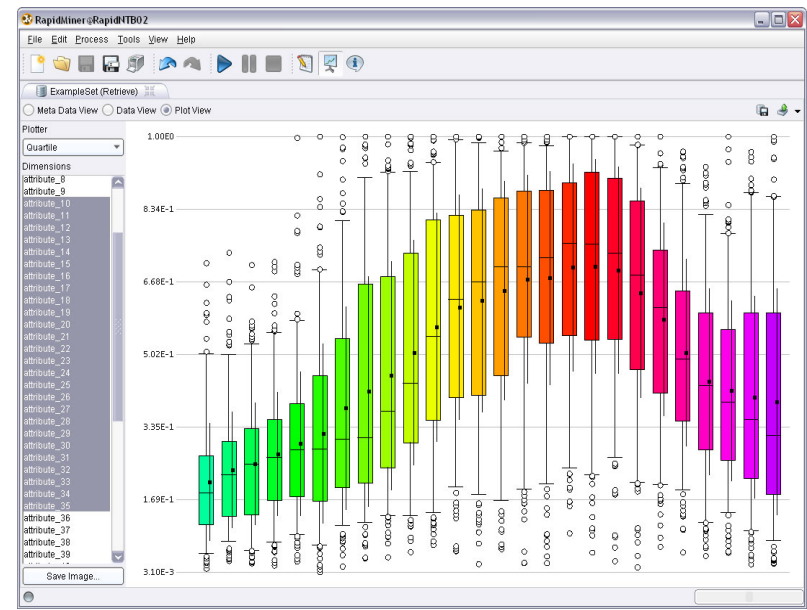 RapidMiner@RapidNTB02
File Edit Process Tools View Help
ExampleSet (Retrieve)
Meta Data View Data View Plot View
Plotter
Quartile
Dimensions
attribute_8
attribute_9
attribute_10
attribute_11
attribute_12
attribute_13
attribute_14
attribute_15
attribute_16
attribute_17
attribute_18
attribute_19
attribute_20
attribute_21
attribute_22
attribute_23
attribute_24
attribute_25
attribute_26
attribute_27
attribute_28
attribute_29
attribute_30
attribute_31
attribute_32
attribute_33
attribute_34
attribute_35
attribute_36
attribute_37
attribute_38
attribute_39
Save Image...
1.00E0
8.34E-1
6.68E-1
5.02E-1
3.35E-1
1.69E-1
3.10E-3